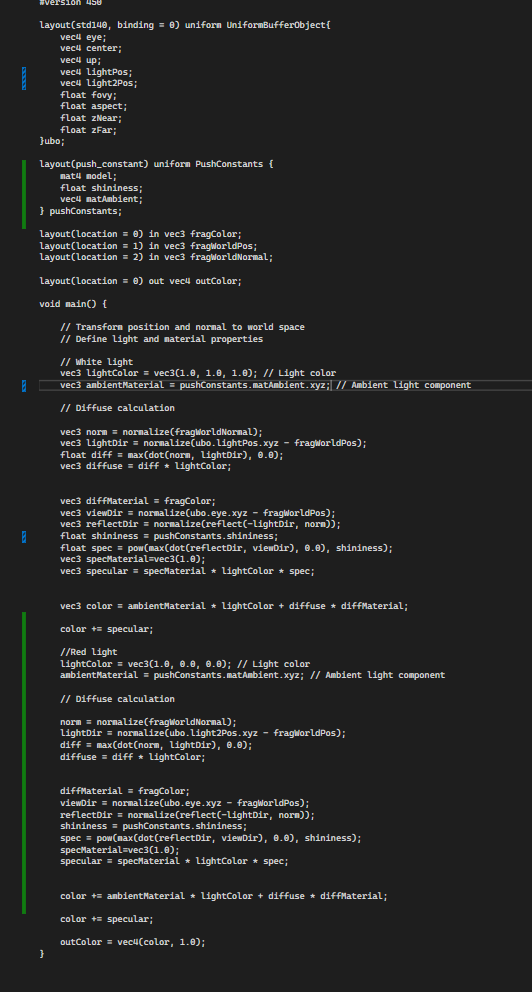 #version 450
layout(std140, binding = 0) uniform UniformBufferObject{
vec4 eye;
vec4 center;
vec4 up;
vec4 lightPos;
vec4 light2Pos;
float fovy;
float aspect;
float zNear;
float zFar;
}ubo;
layout(push_constant) uniform PushConstants {
mat4 model;
float shininess;
vec4 matAmbient;
} pushConstants;
layout(location = 0) in vec3 fragColor;
layout(location = 1) in vec3 fragWorldPos;
layout(location = 2) in vec3 fragWorldNormal;
layout(location = 0) out vec4 outColor;
void main() {
// Transform position and normal to world space
// Define light and material properties
// White light
vec3 lightColor = vec3(1.0, 1.0, 1.0); // Light color
vec3 ambientMaterial = pushConstants.matAmbient.xyz; // Ambient light component
// Diffuse calculation
vec3 norm = normalize(fragWorldNormal);
vec3 lightDir = normalize(ubo.lightPos.xyz - fragWorldPos);
float diff = max(dot(norm, lightDir), 0.0);
vec3 diffuse = diff * lightColor;
vec3 diffMaterial = fragColor;
vec3 viewDir = normalize(ubo.eye.xyz - fragWorldPos);
vec3 reflectDir = normalize(reflect(-lightDir, norm));
float shininess = pushConstants.shininess;
float spec = pow(max(dot(reflectDir, viewDir), 0.0), shininess);
vec3 specMaterial=vec3(1.0);
vec3 specular = specMaterial * lightColor * spec;
vec3 color = ambientMaterial * lightColor + diffuse * diffMaterial;
color += specular;
//Red light
lightColor = vec3(1.0, 0.0, 0.0); // Light color
ambientMaterial = pushConstants.matAmbient.xyz; // Ambient light component
// Diffuse calculation
norm = normalize(fragWorldNormal);
lightDir = normalize(ubo.light2Pos.xyz - fragWorldPos);
diff = max(dot(norm, lightDir), 0.0);
diffuse = diff * lightColor;
diffMaterial = fragColor;
viewDir = normalize(ubo.eye.xyz - fragWorldPos);
reflectDir = normalize(reflect(-lightDir, norm));
shininess = pushConstants.shininess;
spec = pow(max(dot(reflectDir, viewDir), 0.0), shininess);
specMaterial=vec3(1.0);
specular = specMaterial * lightColor * spec;
color += ambientMaterial * lightColor + diffuse * diffMaterial;
color += specular;
outColor = vec4(color, 1.0);
}